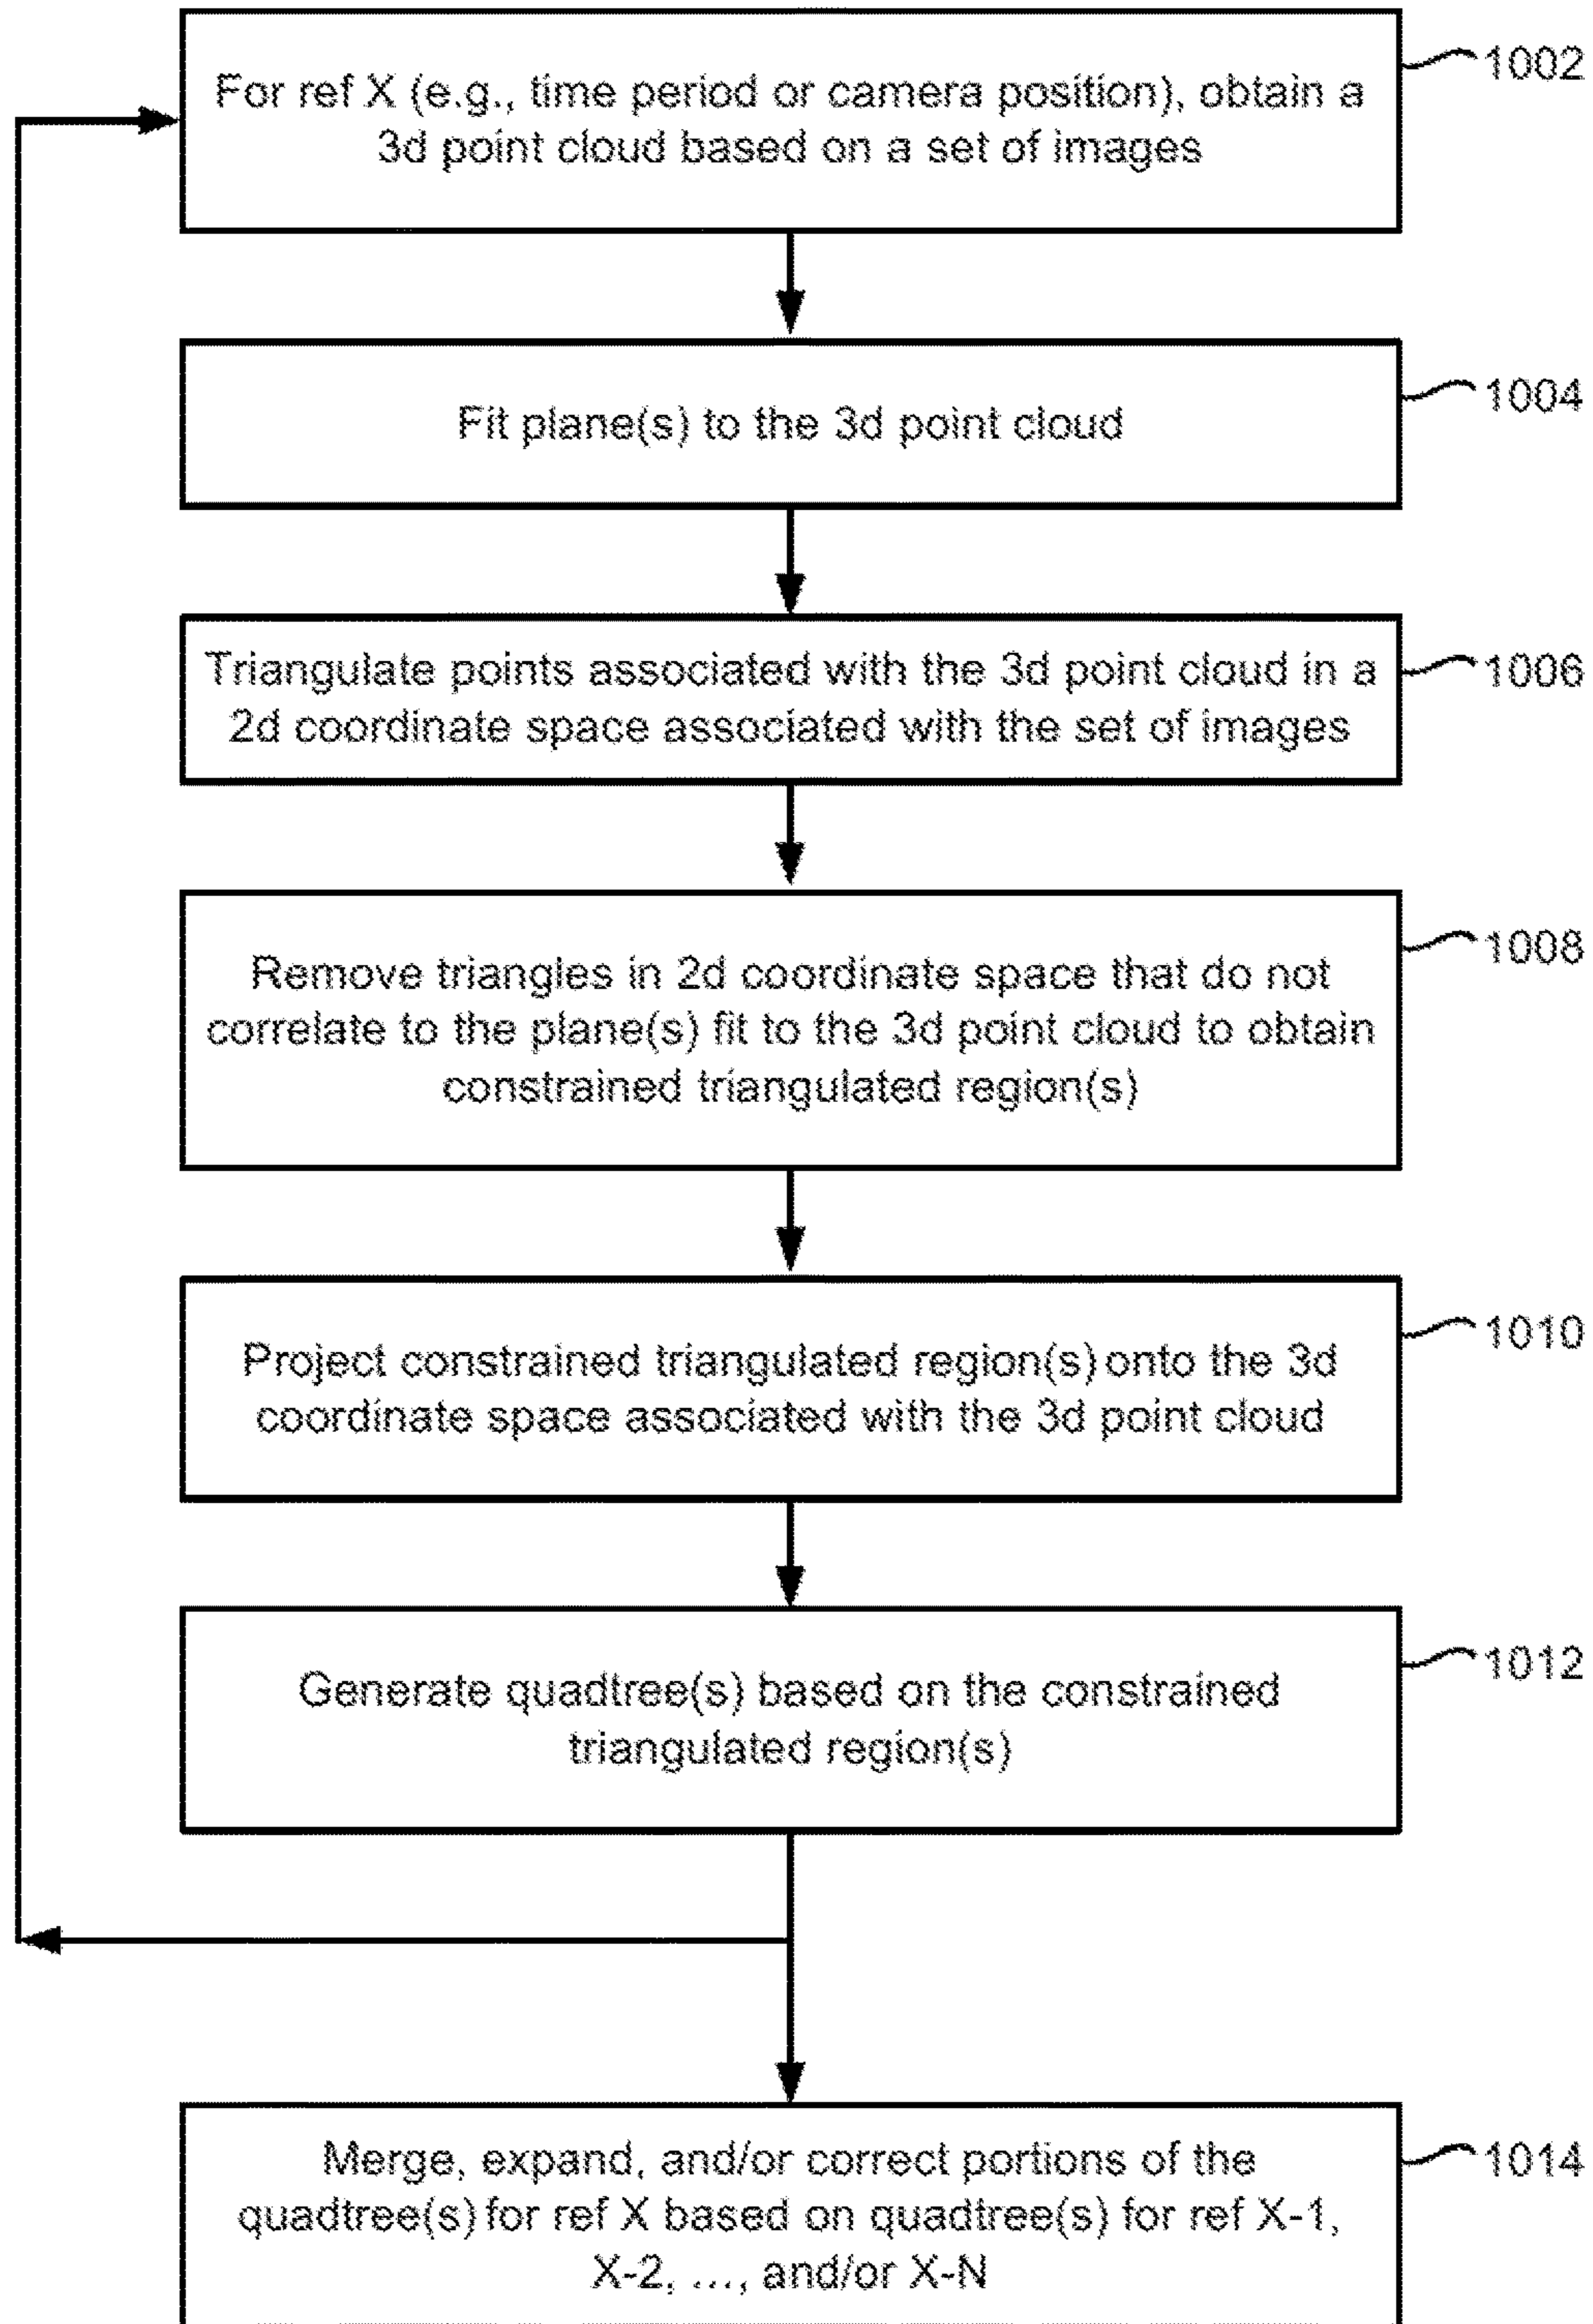 For ref X (e.g., time period or camera position), obtain a
3d point cloud based on a set of images
1002
Fit plane(s) to the 3d point cloud
1004
Triangulate points associated with the 3d point cloud in a
2d coordinate space associated with the set of images
1006
Remove triangles in 2d coordinate space that do not
correlate to the plane(s) fit to the 3d point cloud to obtain
constrained triangulated region(s)
1008
Project constrained triangulated region(s) onto the 3d
coordinate space associated with the 3d point cloud
1010
Generate quadtree(s) based on the constrained
triangulated region(s)
1012
Merge, expand, and/or correct portions of the
quadtree(s) for ref X based on quadtree(s) for ref X-1,
X-2, ..., and/or X-N
1014